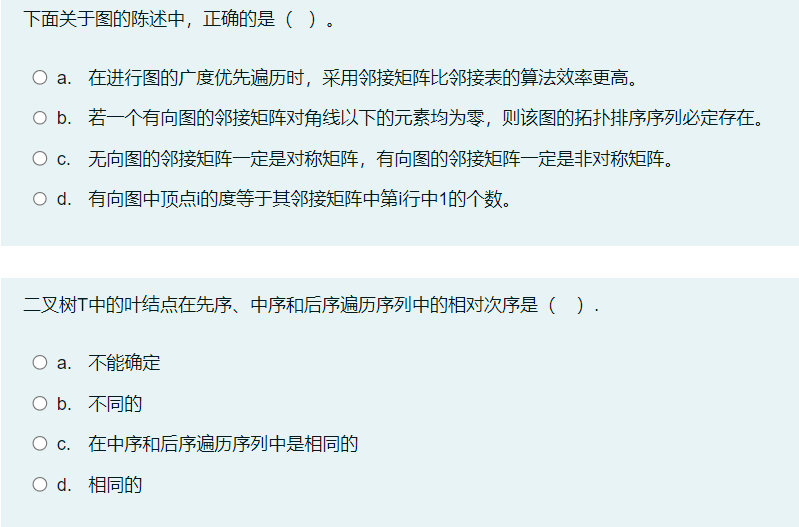 下面关于图的陈述中，正确的是（ ）。
a. 在进行图的广度优先遍历时，采用邻接矩阵比邻接表的算法效率更高。
b. 若一个有向图的邻接矩阵对角线以下的元素均为零，则该图的拓扑排序序列必定存在。
c. 无向图的邻接矩阵一定是对称矩阵，有向图的邻接矩阵一定是非对称矩阵。
d. 有向图中顶点i的度等于其邻接矩阵中第i行中1的个数。
二叉树T中的叶结点在先序、中序和后序遍历序列中的相对次序是（ ）.
a. 不能确定
b. 不同的
c. 在中序和后序遍历序列中是相同的
d. 相同的